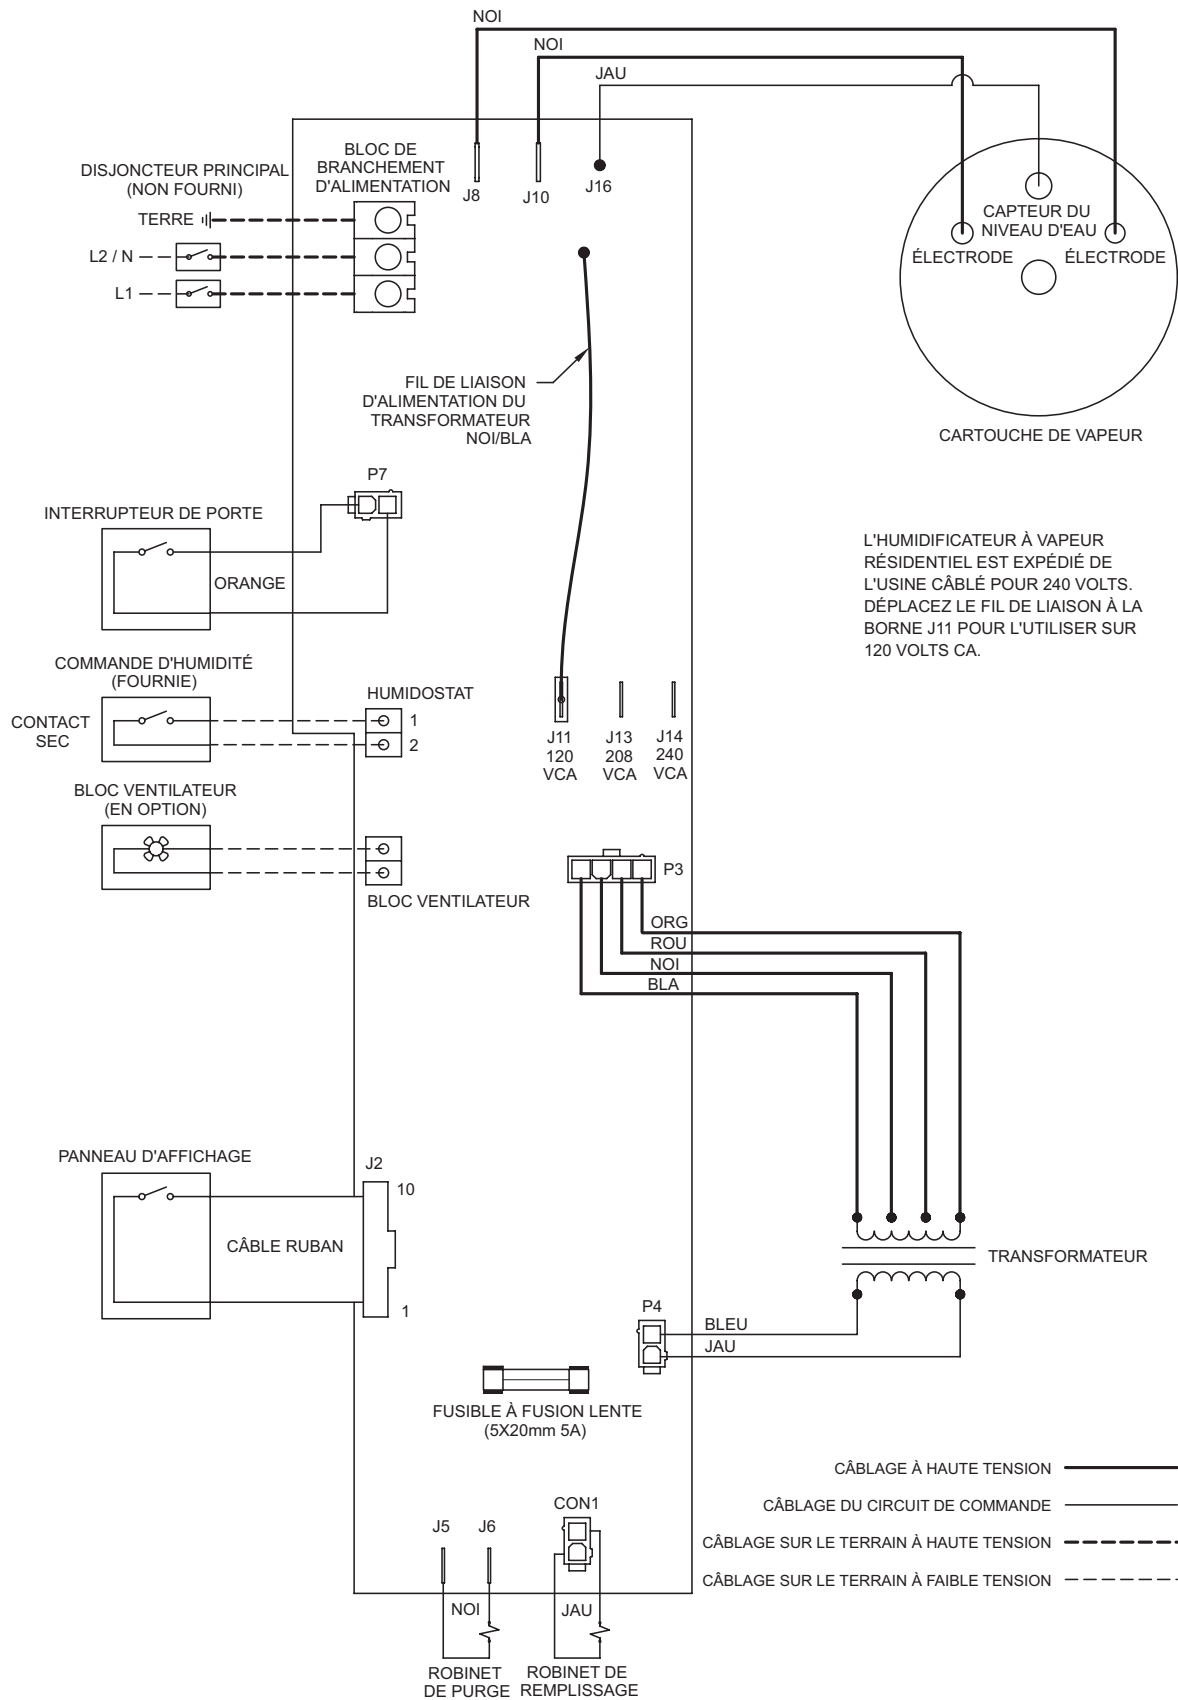 NOI
NOI
JAU
DISJONCTEUR PRINCIPAL
(NON FOURNI)
BLOC DE
BRANCHEMENT
D'ALIMENTATION
J8
J10
J16
TERRE
L2 / N
L1
CAPTEUR DU
NIVEAU D'EAU
ÉLECTRODE
ÉLECTRODE
CARTOUCHE DE VAPEUR
FIL DE LIAISON
D'ALIMENTATION DU
TRANSFORMATEUR
NOI/BLA
P7
INTERRUPTEUR DE PORTE
ORANGE
L'HUMIDIFICATEUR À VAPEUR
RÉSIDENTIEL EST EXPÉDIÉ DE
L'USINE CÂBLÉ POUR 240 VOLTS.
DÉPLACEZ LE FIL DE LIAISON À LA
BORNE J11 POUR L'UTILISER SUR
120 VOLTS CA.
COMMANDE D'HUMIDITÉ
(FOURNIE)
CONTACT
SEC
HUMIDOSTAT
1
2
J11
120
VCA
J13
208
VCA
J14
240
VCA
BLOC VENTILATEUR
(EN OPTION)
BLOC VENTILATEUR
P3
ORG
ROU
NOI
BLA
PANNEAU D'AFFICHAGE
J2
10
CÂBLE RUBAN
1
TRANSFORMATEUR
P4
BLEU
JAU
FUSIBLE À FUSION LENTE
(5X20mm 5A)
CÂBLAGE À HAUTE TENSION
CÂBLAGE DU CIRCUIT DE COMMANDE
CÂBLAGE SUR LE TERRAIN À HAUTE TENSION
CÂBLAGE SUR LE TERRAIN À FAIBLE TENSION
J5
J6
CON1
NOI
JAU
ROBINET
DE PURGE
ROBINET DE
REMPLISSAGE